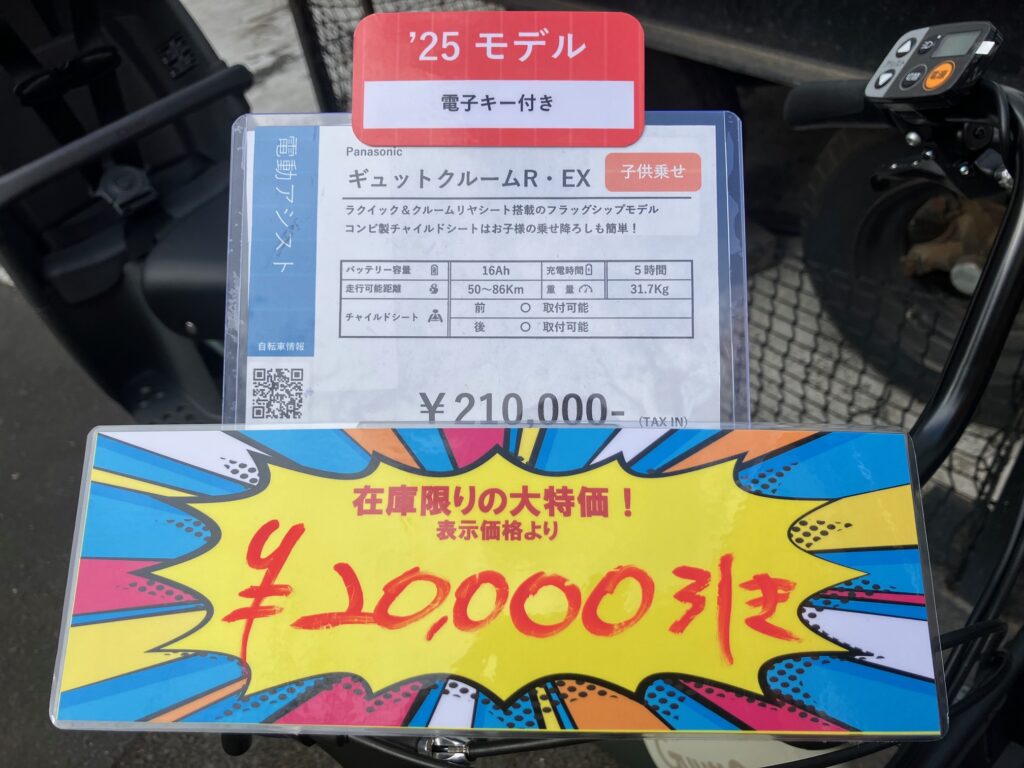 '25 モデル
電子キー付き
Panasonic
ギュットクルームR・EX
子供乗せ
電動アシスト
ラクイック＆クルームリヤシート搭載のフラッグシップモデル
コンビ製チャイルドシートはお子様の乗せ降ろしも簡単！
バッテリー容量 16Ah 充電時間 5時間
走行可能距離 50〜86Km 重量 31.7Kg
チャイルドシート 前 ○ 取付可能
後 ○ 取付可能
自転車情報
¥210,000- (TAX IN)
在庫限りの大特価！
表示価格より
¥20,000引き